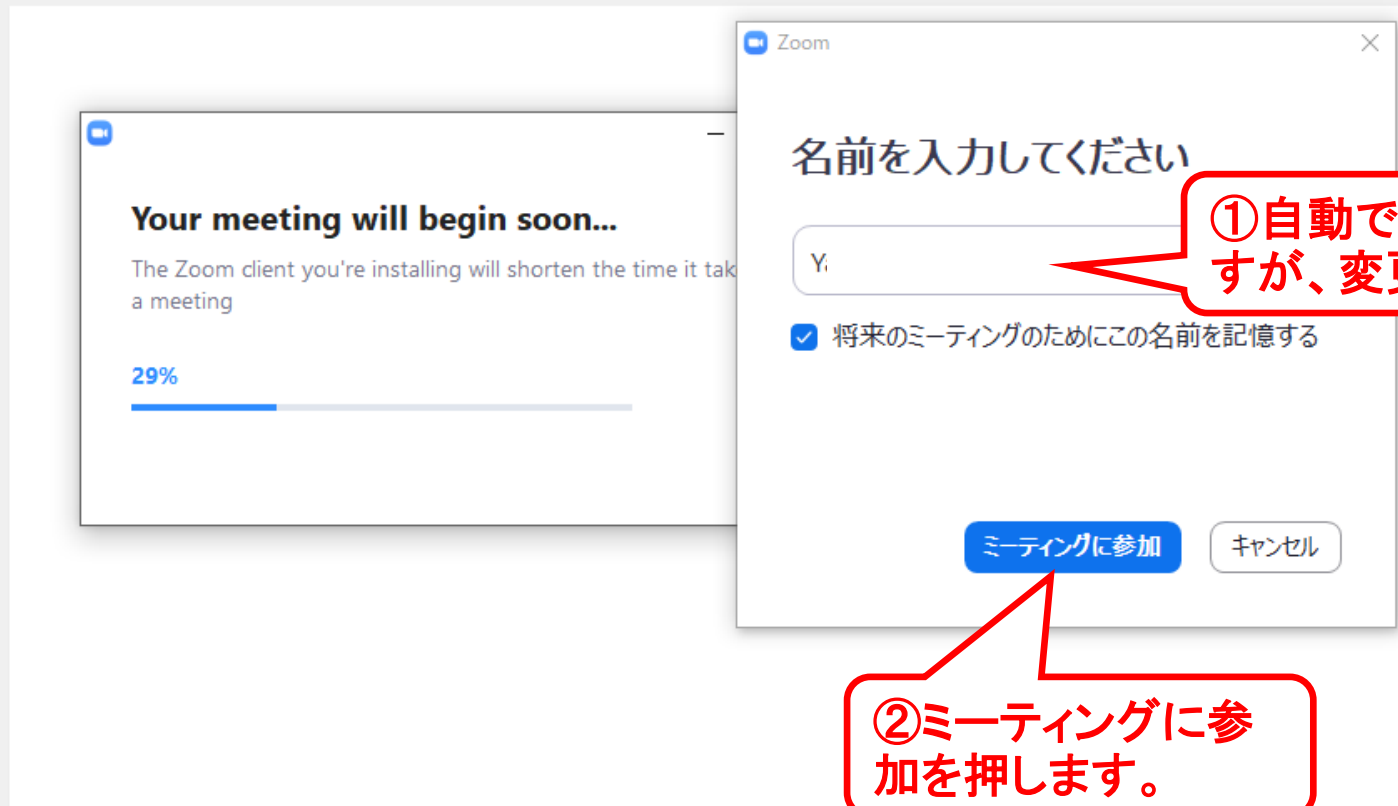 Zoom
Your meeting will begin soon...
The Zoom client you're installing will shorten the time it
a meeting
29%
名前を入力してください
将来のミーティングのためにこの名前を記憶する
ミーティングに参加
キャンセル
①自動で
すが、
②ミーティングに参
加を押します。